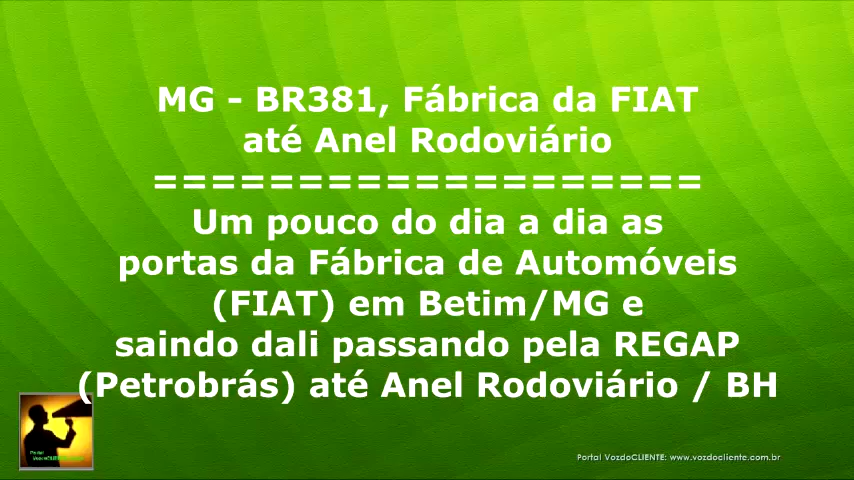 MG - BR381, Fábrica da FIAT
até Anel Rodoviário
===================
Um pouco do dia a dia as
portas da Fábrica de Automóveis
(FIAT) em Betim/MG e
saindo dali passando pela REGAP
(Petrobrás) até Anel Rodoviário / BH
Portal
Portal VozdoCLIENTE: www.vozdocliente.com.br